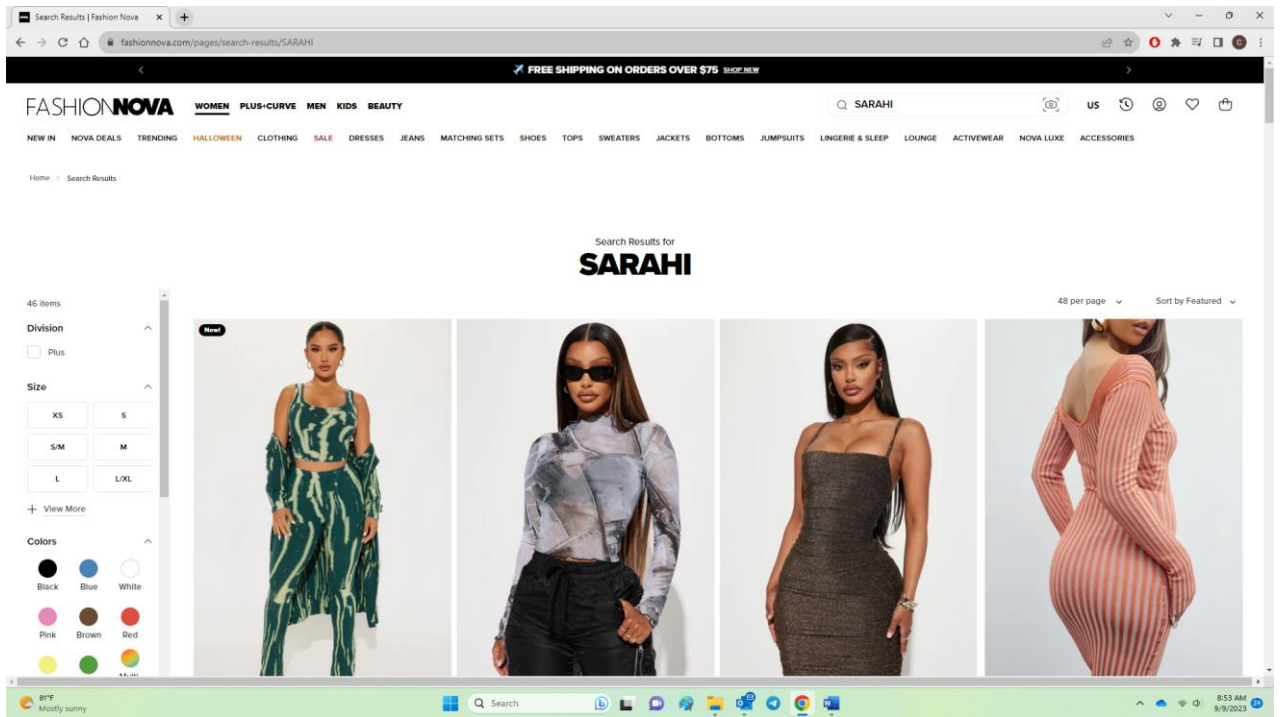 Search Results | Fashion Nova
fashionnova.com/pages/search-results/SARAHI
✈️ FREE SHIPPING ON ORDERS OVER $75 SHOP NEW
FASHIONNOVA
WOMEN PLUS+CURVE MEN KIDS BEAUTY
SARAHI
US
NEW IN NOVA DEALS TRENDING HALLOWEEN CLOTHING SALE DRESSES JEANS MATCHING SETS SHOES TOPS SWEATERS JACKETS BOTTOMS JUMPSUITS LINGERIE & SLEEP LOUNGE ACTIVEWEAR NOVA LUXE ACCESSORIES
Home > Search Results
Search Results for
SARAHI
46 items
48 per page
Sort by Featured
Division
Plus
Size
XS S
S/M M
L L/XL
+ View More
Colors
Black Blue White
Pink Brown Red
Multi
New!
81°F
Mostly sunny
Search
8:53 AM
9/9/2023